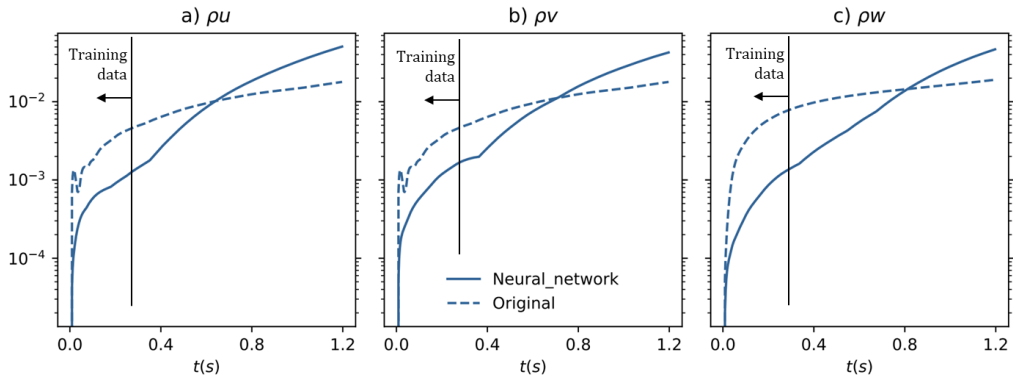 a) ρu
b) ρv
c) ρw
Training
data
Training
data
Training
data
10⁻²
10⁻³
10⁻⁴
Neural_network
Original
0.0 0.4 0.8 1.2
0.0 0.4 0.8 1.2
0.0 0.4 0.8 1.2
t(s)
t(s)
t(s)